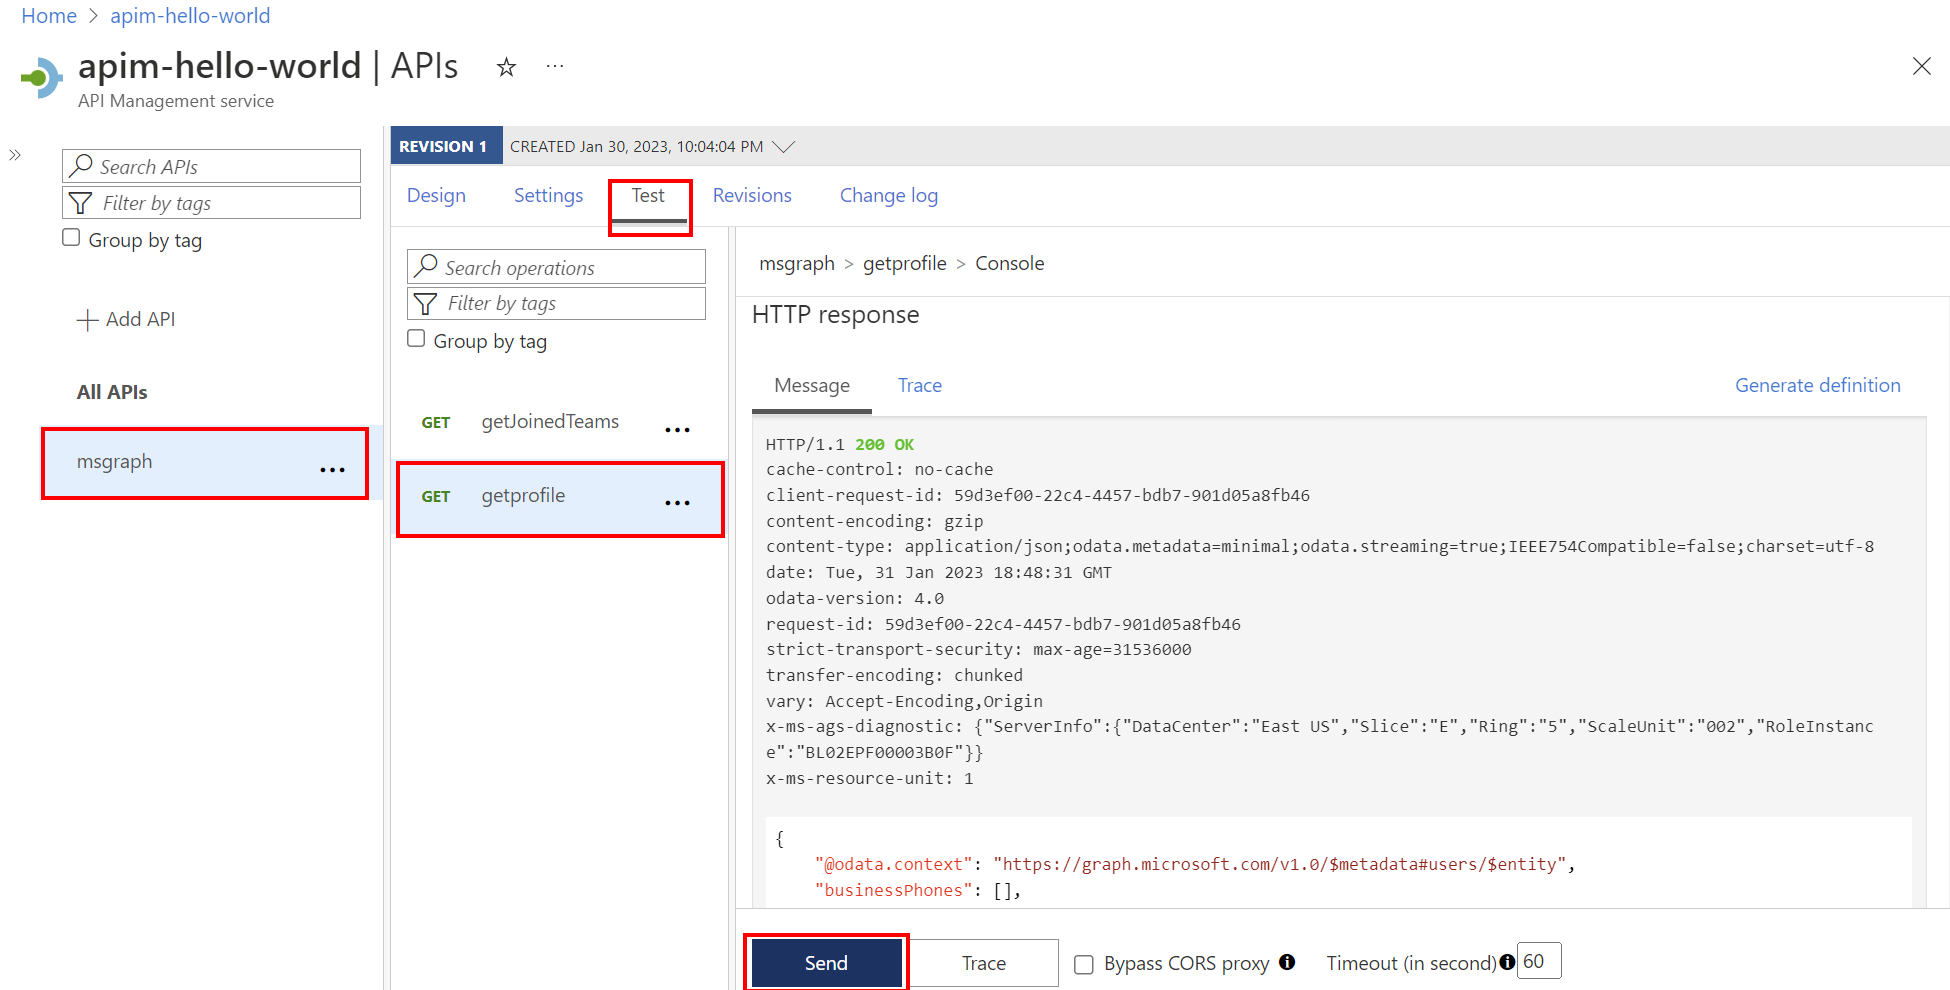 Home > apim-hello-world
apim-hello-world | APIs
API Management service
Search APIs
Filter by tags
Group by tag
Add API
All APIs
msgraph
REVISION 1 CREATED Jan 30, 2023, 10:04:04 PM
Design Settings Test Revisions Change log
Search operations
Filter by tags
Group by tag
GET getJoinedTeams
GET getprofile
msgraph > getprofile > Console
HTTP response
Message Trace Generate definition
HTTP/1.1 200 OK
cache-control: no-cache
client-request-id: 59d3ef00-22c4-4457-bdb7-901d05a8fb46
content-encoding: gzip
content-type: application/json;odata.metadata=minimal;odata.streaming=true;IEEE754Compatible=false;charset=utf-8
date: Tue, 31 Jan 2023 18:48:31 GMT
odata-version: 4.0
request-id: 59d3ef00-22c4-4457-bdb7-901d05a8fb46
strict-transport-security: max-age=31536000
transfer-encoding: chunked
vary: Accept-Encoding,Origin
x-ms-ags-diagnostic: {"ServerInfo":{"DataCenter":"East US","Slice":"E","Ring":"5","ScaleUnit":"002","RoleInstanc
e":"BL02EPF00003B0F"}}
x-ms-resource-unit: 1
{
"@odata.context": "https://graph.microsoft.com/v1.0/$metadata#users/$entity",
"businessPhones": [],
Send Trace Bypass CORS proxy Timeout (in second) 60